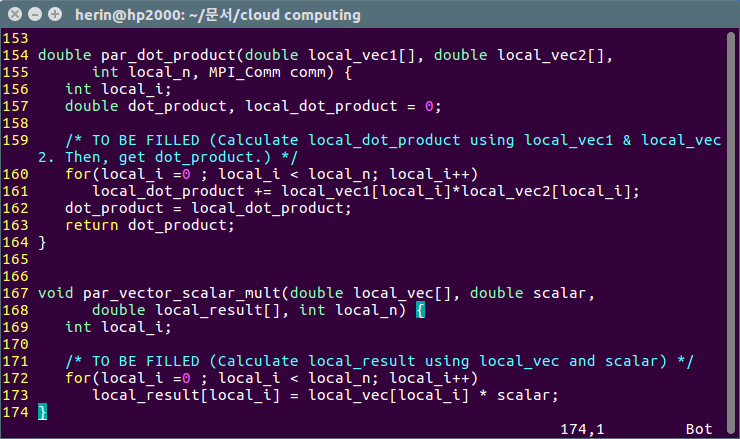 herin@hp2000: ~/문서/cloud computing
153
154 double par_dot_product(double local_vec1[], double local_vec2[],
155       int local_n, MPI_Comm comm) {
156    int local_i;
157    double dot_product, local_dot_product = 0;
158
159    /* TO BE FILLED (Calculate local_dot_product using local_vec1 & local_vec
2. Then, get dot_product.) */
160    for(local_i =0 ; local_i < local_n; local_i++)
161       local_dot_product += local_vec1[local_i]*local_vec2[local_i];
162    dot_product = local_dot_product;
163    return dot_product;
164 }
165
166
167 void par_vector_scalar_mult(double local_vec[], double scalar,
168       double local_result[], int local_n) {
169    int local_i;
170
171    /* TO BE FILLED (Calculate local_result using local_vec and scalar) */
172    for(local_i =0 ; local_i < local_n; local_i++)
173       local_result[local_i] = local_vec[local_i] * scalar;
174 }
174,1 Bot